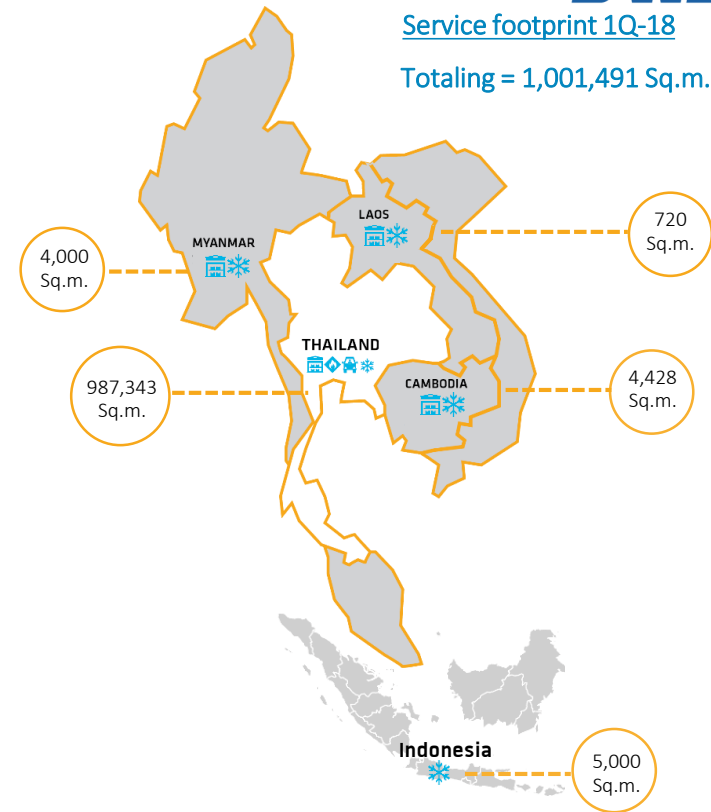 Service footprint 1Q-18
Totaling = 1,001,491 Sq.m.
LAOS
720
Sq.m.
MYANMAR
4,000
Sq.m.
THAILAND
987,343
Sq.m.
CAMBODIA
4,428
Sq.m.
Indonesia
5,000
Sq.m.